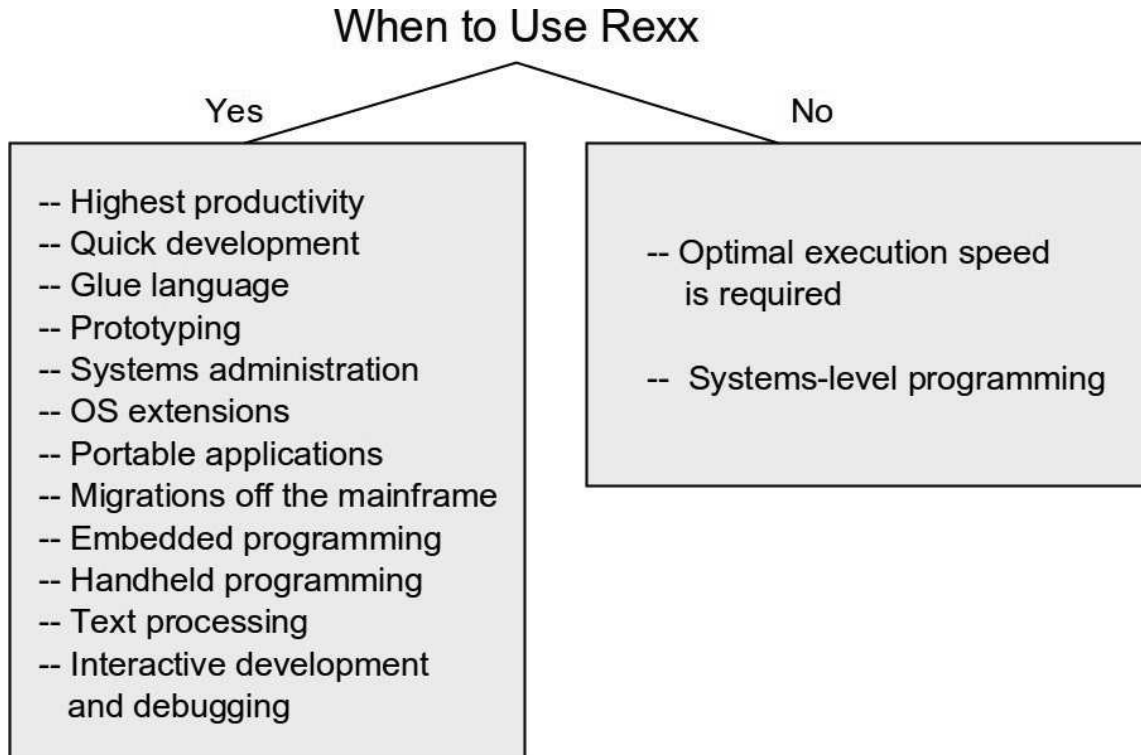 When to Use Rexx
Yes
No
-- Highest productivity
-- Quick development
-- Glue language
-- Prototyping
-- Systems administration
-- OS extensions
-- Portable applications
-- Migrations off the mainframe
-- Embedded programming
-- Handheld programming
-- Text processing
-- Interactive development
and debugging
-- Optimal execution speed
is required
-- Systems-level programming